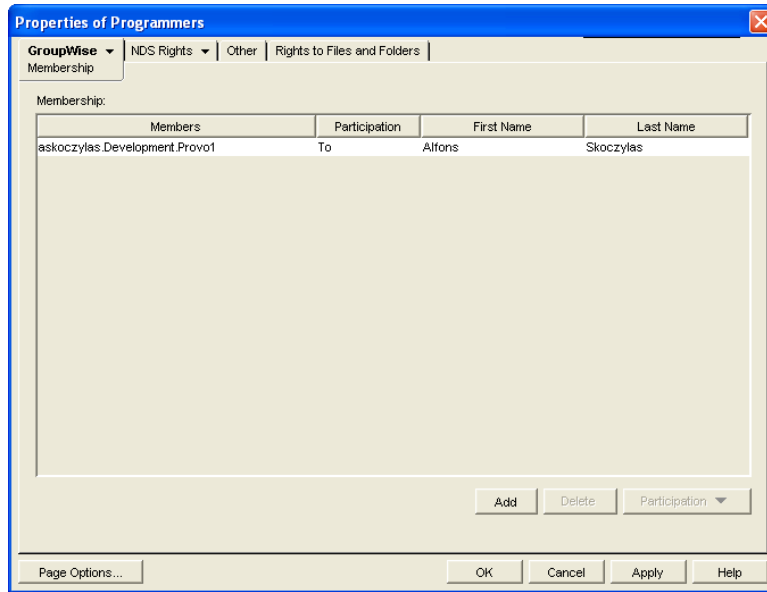 Properties of Programmers
GroupWise NDS Rights Other Rights to Files and Folders
Membership
Membership:
Members Participation First Name Last Name
askoczylas.Development.Provo1 To Alfons Skoczylas
Add Delete Participation
Page Options... OK Cancel Apply Help